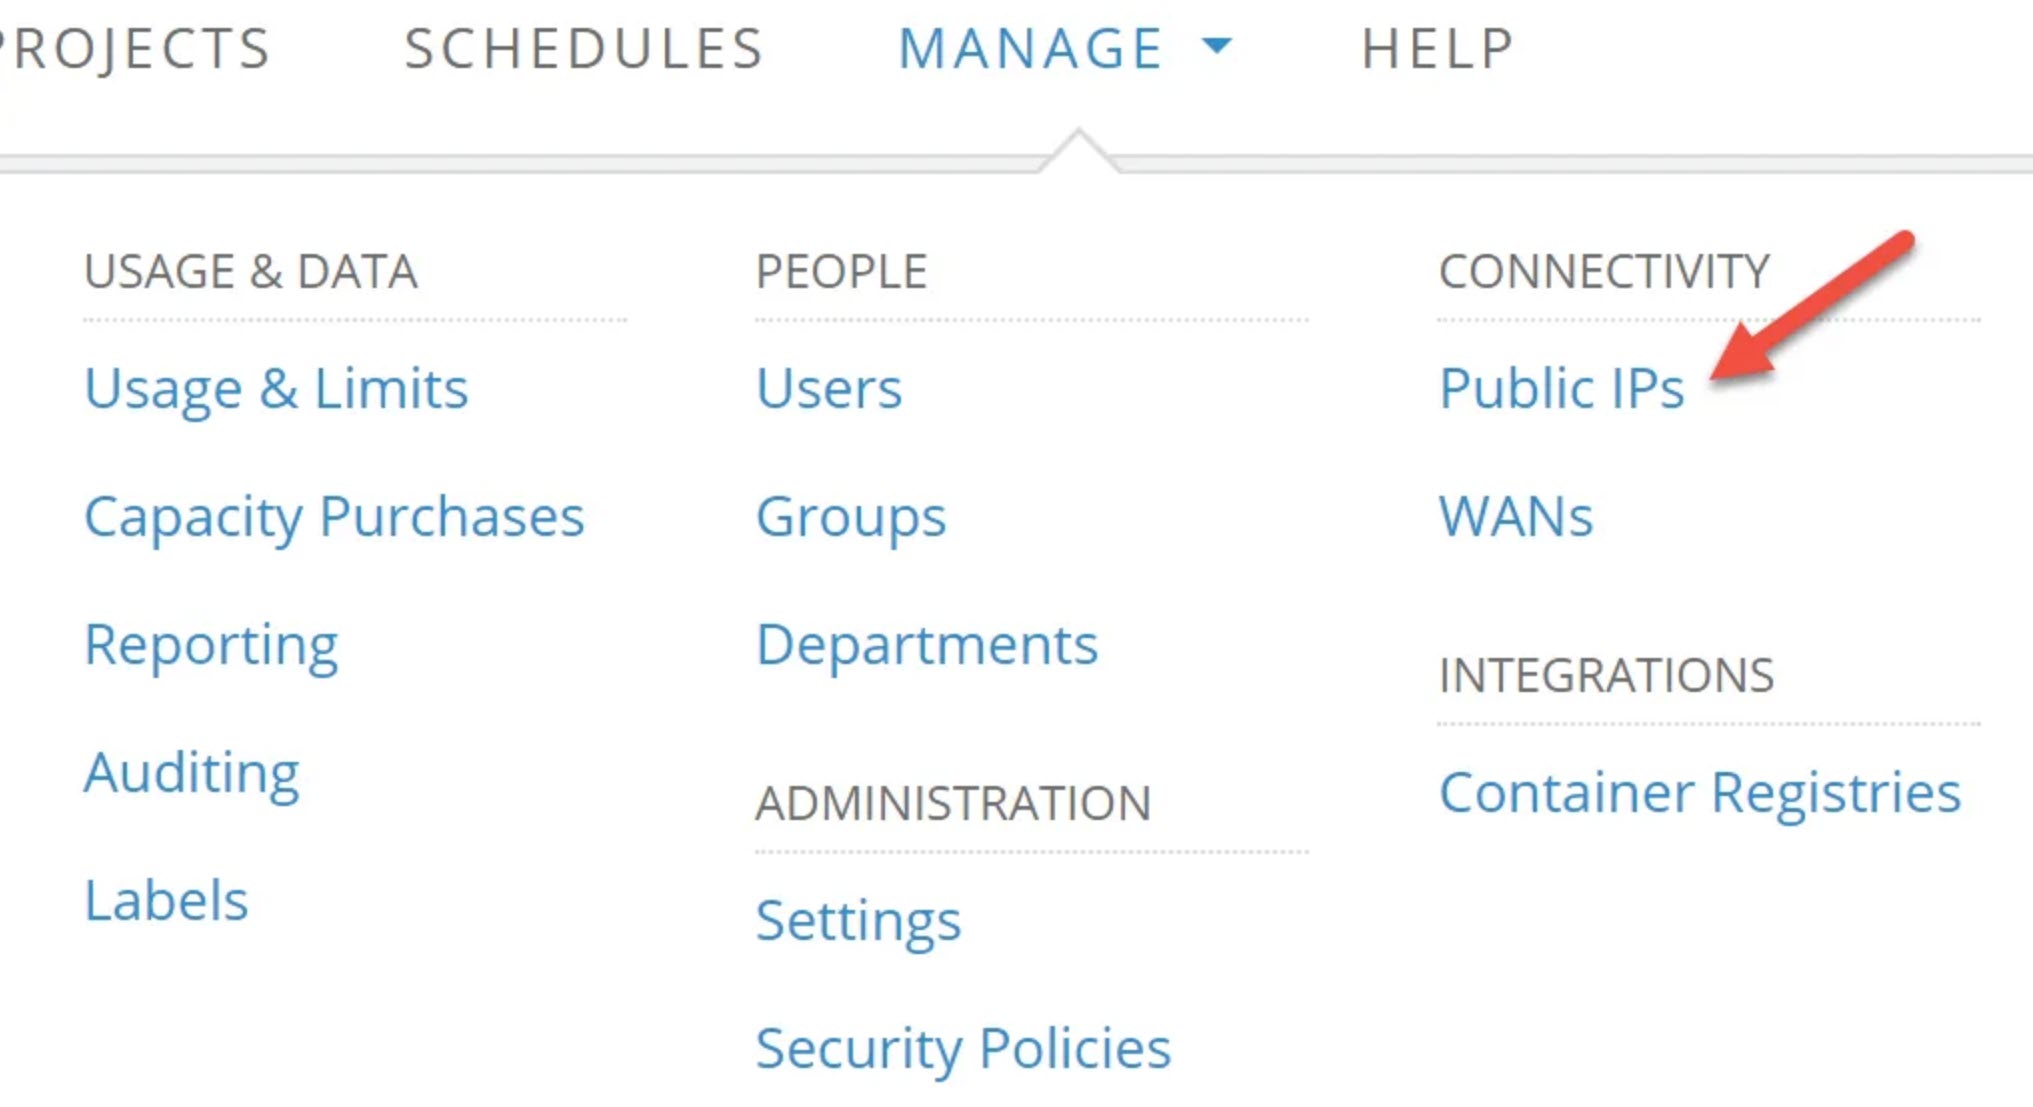 PROJECTS SCHEDULES MANAGE HELP
USAGE & DATA
Usage & Limits
Capacity Purchases
Reporting
Auditing
Labels
PEOPLE
Users
Groups
Departments
ADMINISTRATION
Settings
Security Policies
CONNECTIVITY
Public IPs
WANs
INTEGRATIONS
Container Registries